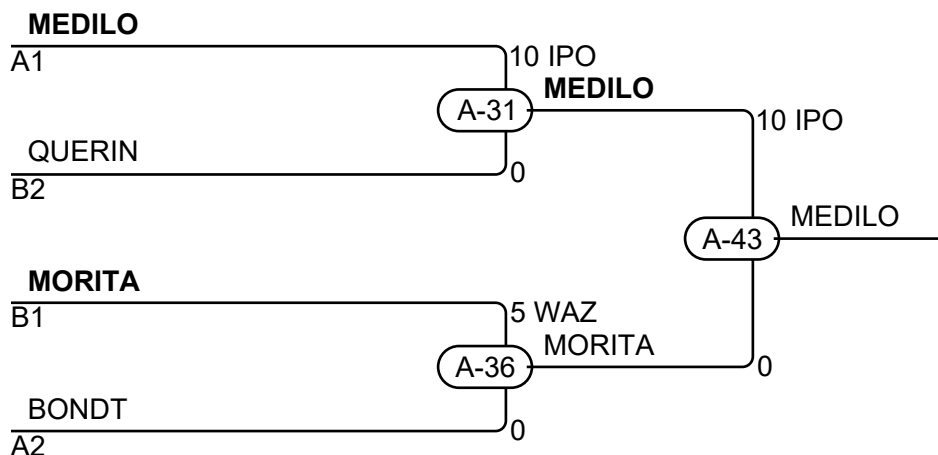 MEDILO
A1
10 IPO
A-31
MEDILO
QUERIN
B2
0
10 IPO
A-43
MEDILO
MORITA
B1
5 WAZ
A-36
MORITA
0
BONDT
A2
0